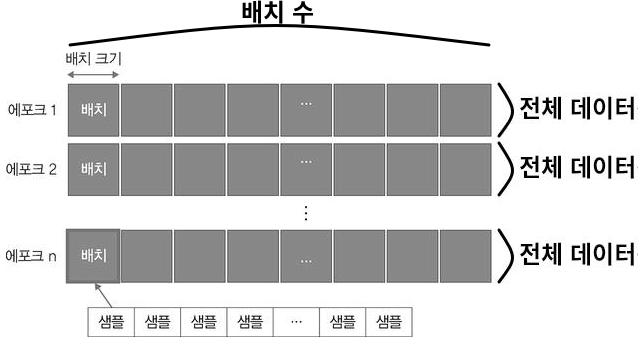 배치 수
배치 크기
에포크 1 배치 ... 전체 데이터
에포크 2 배치 ... 전체 데이터
⋮
에포크 n 배치 ... 전체 데이터
샘플 샘플 샘플 샘플 ... 샘플 샘플